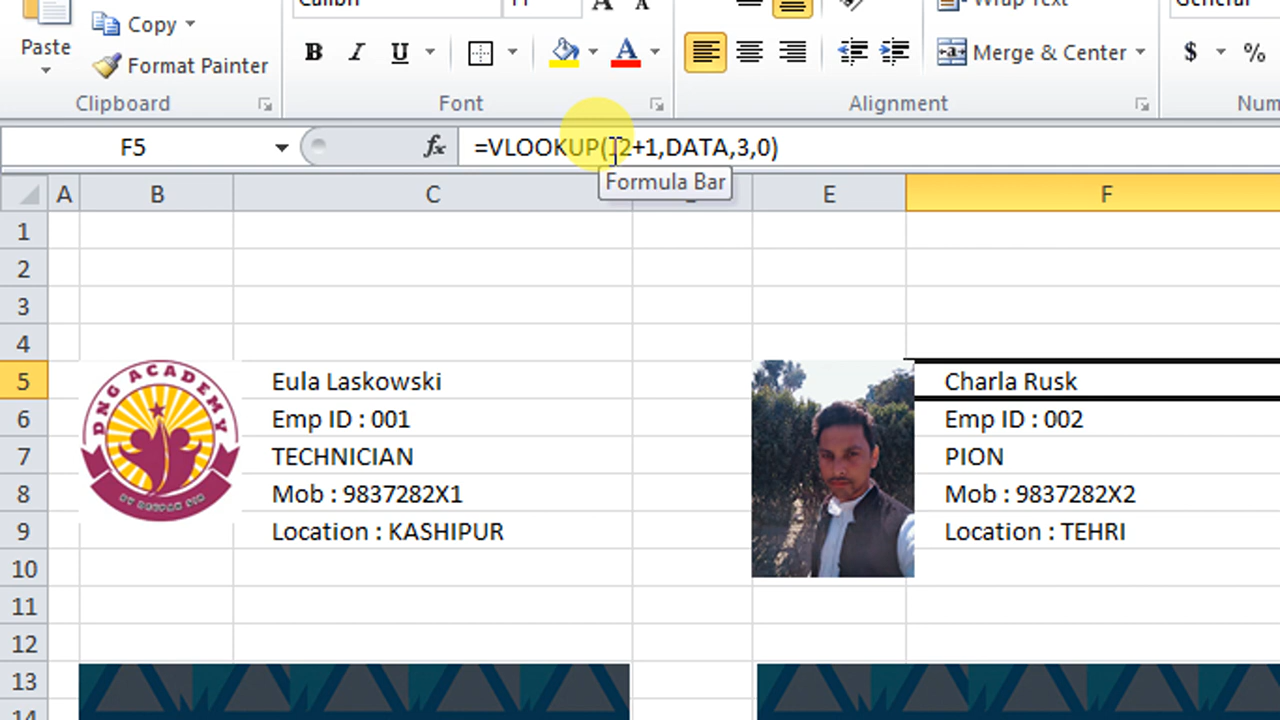 Paste
Copy
Format Painter
Clipboard
B I U
A
Font
Alignment
Merge & Center
$ %
F5
fx
=VLOOKUP(I2+1,DATA,3,0)
Formula Bar
A B C E F
1
2
3
4
5
6
7
8
9
10
11
12
13
14
DNG ACADEMY
Eula Laskowski
Emp ID : 001
TECHNICIAN
Mob : 9837282X1
Location : KASHIPUR
Charla Rusk
Emp ID : 002
PION
Mob : 9837282X2
Location : TEHRI